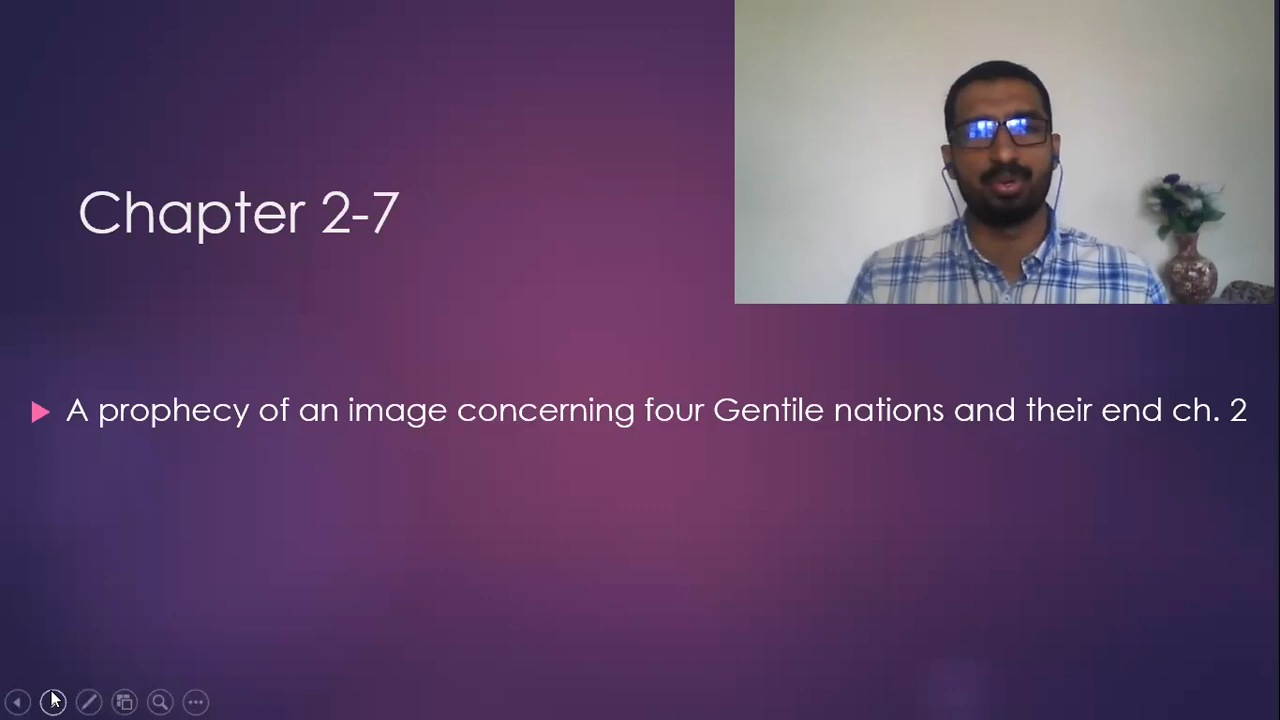 Chapter 2-7
A prophecy of an image concerning four Gentile nations and their end ch. 2